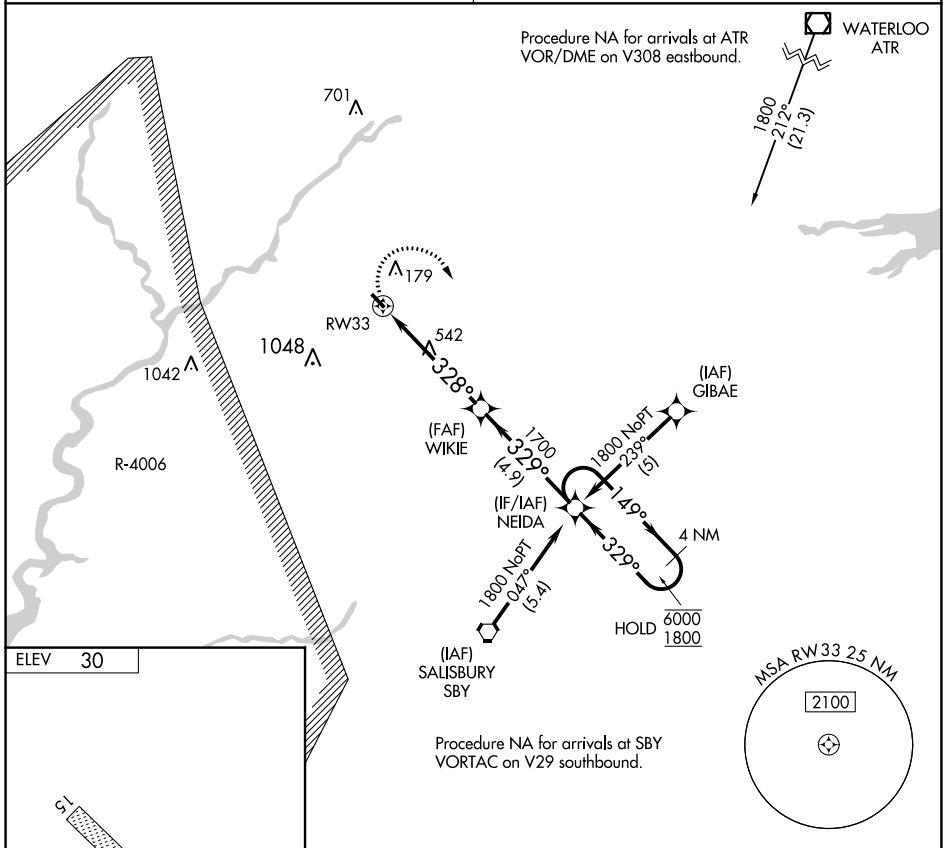 Procedure NA for arrivals at ATR
VOR/DME on V308 eastbound.
WATERLOO
ATR
1800
212°
(21.3)
701
179
RW33
542
1048
1042
328°
(FAF)
WIKIE
R-4006
1700
329°
(4.9)
(IAF)
GIBAE
1800 NoPT
239°
(5)
(IF/IAF)
NEIDA
149°
4 NM
329°
1800 NoPT
047°
(5.4)
HOLD
6000
1800
(IAF)
SALISBURY
SBY
ELEV 30
MSA RW33 25 NM
2100
Procedure NA for arrivals at SBY
VORTAC on V29 southbound.
15